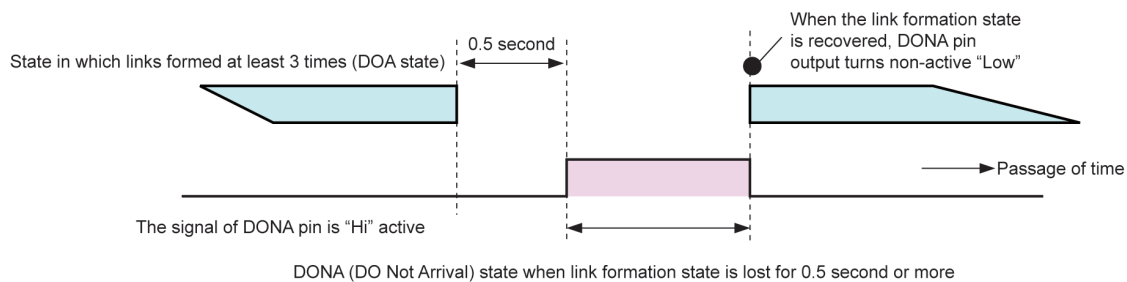 When the link formation state
is recovered, DONA pin
output turns non-active “Low”
0.5 second
State in which links formed at least 3 times (DOA state)
Passage of time
The signal of DONA pin is “Hi” active
DONA (DO Not Arrival) state when link formation state is lost for 0.5 second or more